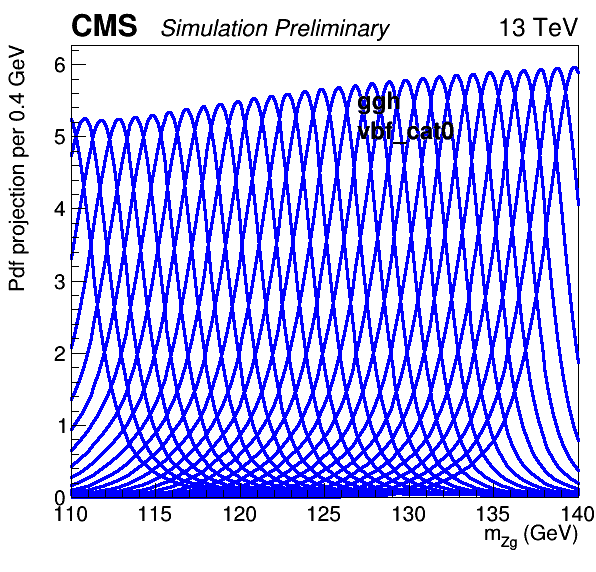 CMS Simulation Preliminary 13 TeV
Pdf projection per 0.4 GeV
6
5
4
3
2
1
0
ggh
vbf_cat0
110 115 120 125 130 135 140
m_Zg (GeV)